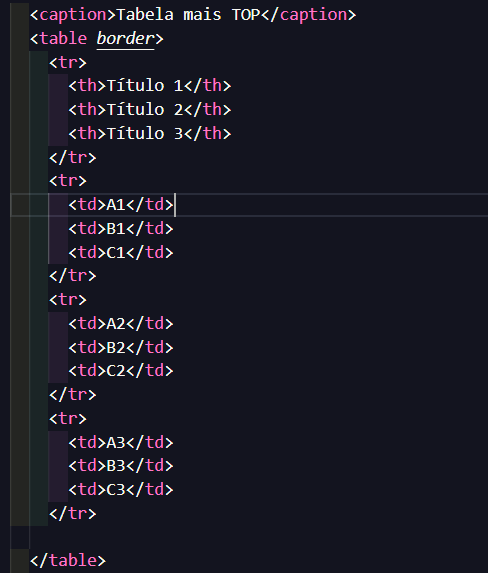 <caption>Tabela mais TOP</caption>
<table border>
<tr>
<th>Título 1</th>
<th>Título 2</th>
<th>Título 3</th>
</tr>
<tr>
<td>A1</td>
<td>B1</td>
<td>C1</td>
</tr>
<tr>
<td>A2</td>
<td>B2</td>
<td>C2</td>
</tr>
<tr>
<td>A3</td>
<td>B3</td>
<td>C3</td>
</tr>
</table>